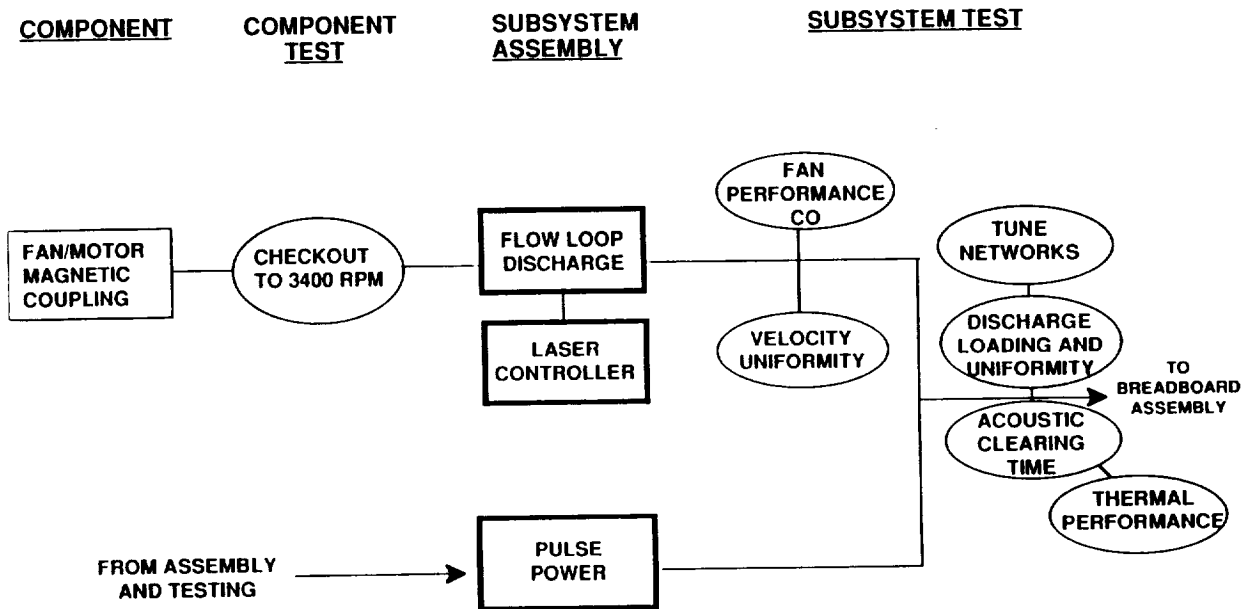 COMPONENT
COMPONENT
TEST
SUBSYSTEM
ASSEMBLY
SUBSYSTEM TEST
FAN/MOTOR
MAGNETIC
COUPLING
CHECKOUT
TO 3400 RPM
FLOW LOOP
DISCHARGE
LASER
CONTROLLER
FAN
PERFORMANCE
CO
VELOCITY
UNIFORMITY
TUNE
NETWORKS
DISCHARGE
LOADING AND
UNIFORMITY
TO
BREADBOARD
ASSEMBLY
ACOUSTIC
CLEARING
TIME
THERMAL
PERFORMANCE
FROM ASSEMBLY
AND TESTING
PULSE
POWER